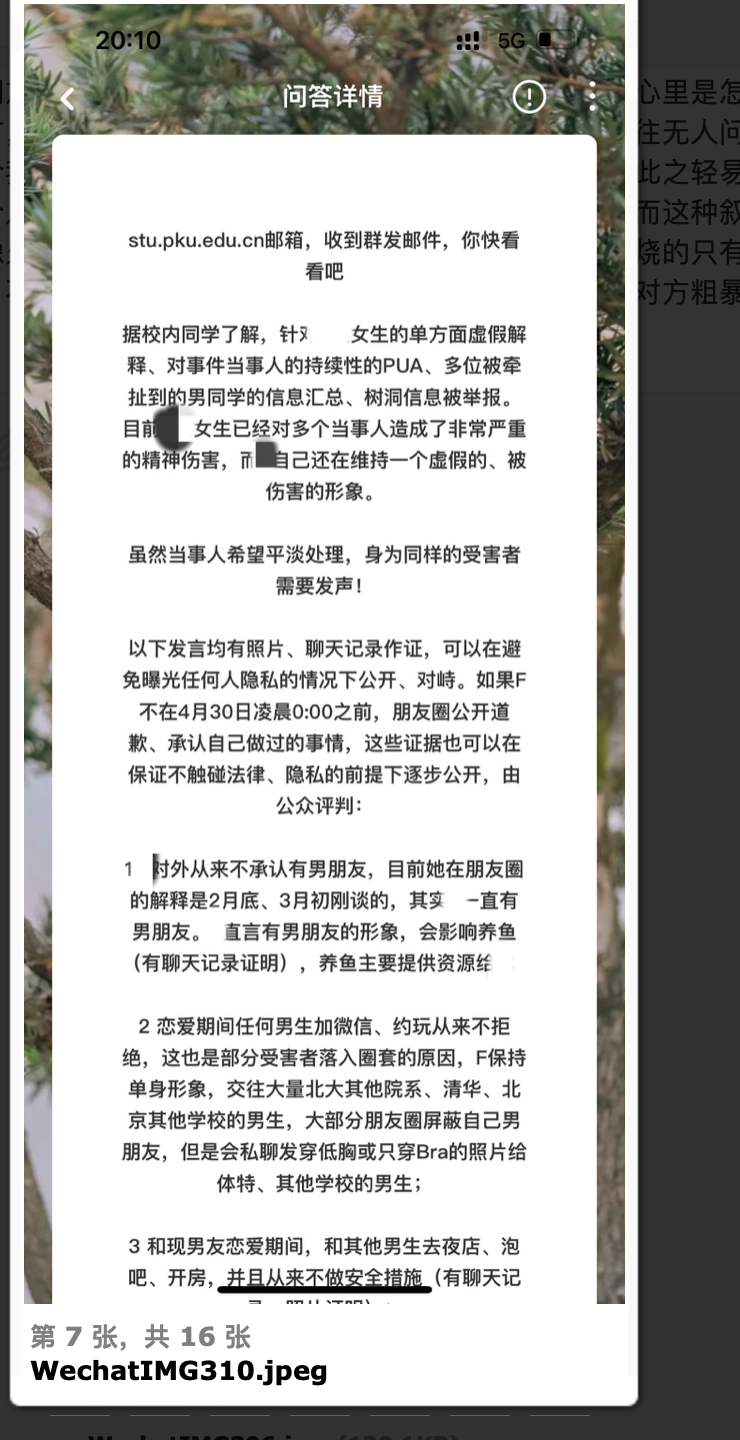 20:10
5G
问答详情
stu.pku.edu.cn邮箱，收到群发邮件，你快看
看吧
据校内同学了解，针对 女生的单方面虚假解
释、对事件当事人的持续性的PUA、多位被牵
扯到的男同学的信息汇总、树洞信息被举报。
目前 女生已经对多个当事人造成了非常严重
的精神伤害，而 自己还在维持一个虚假的、被
伤害的形象。
虽然当事人希望平淡处理，身为同样的受害者
需要发声！
以下发言均有照片、聊天记录作证，可以在避
免曝光任何人隐私的情况下公开、对峙。如果F
不在4月30日凌晨0:00之前，朋友圈公开道
歉、承认自己做过的事情，这些证据也可以在
保证不触碰法律、隐私的前提下逐步公开，由
公众评判：
1 对外从来不承认有男朋友，目前她在朋友圈
的解释是2月底、3月初刚谈的，其实 一直有
男朋友。 直言有男朋友的形象，会影响养鱼
（有聊天记录证明），养鱼主要提供资源给
2 恋爱期间任何男生加微信、约玩从来不拒
绝，这也是部分受害者落入圈套的原因，F保持
单身形象，交往大量北大其他院系、清华、北
京其他学校的男生，大部分朋友圈屏蔽自己男
朋友，但是会私聊发穿低胸或只穿Bra的照片给
体特、其他学校的男生；
3 和现男友恋爱期间，和其他男生去夜店、泡
吧、开房，并且从来不做安全措施（有聊天记
第 7 张，共 16 张
WechatIMG310.jpeg
心里是怎
往无人问
此之轻易
而这种叙
烧的只有
对方粗暴